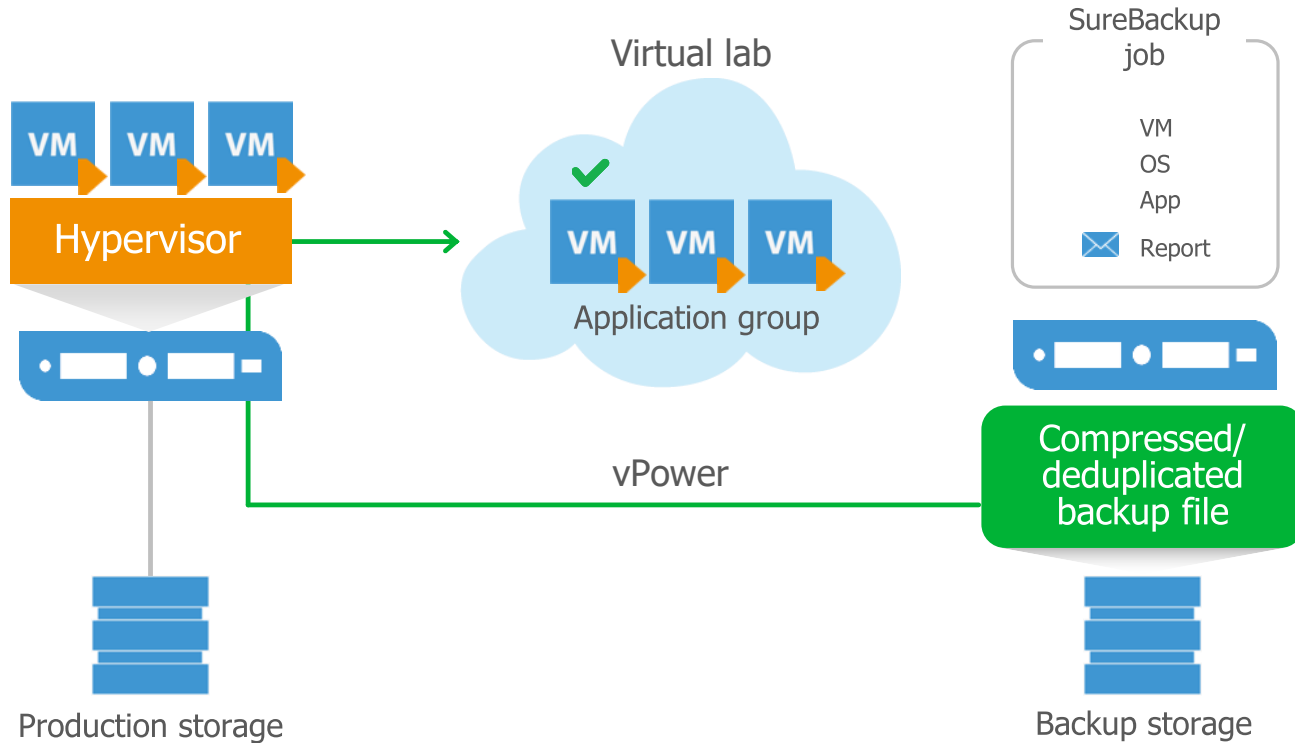 SureBackup
job
Virtual lab
VM
VM
VM
VM
OS
App
Report
Hypervisor
VM
VM
VM
Application group
vPower
Compressed/
deduplicated
backup file
Production storage
Backup storage